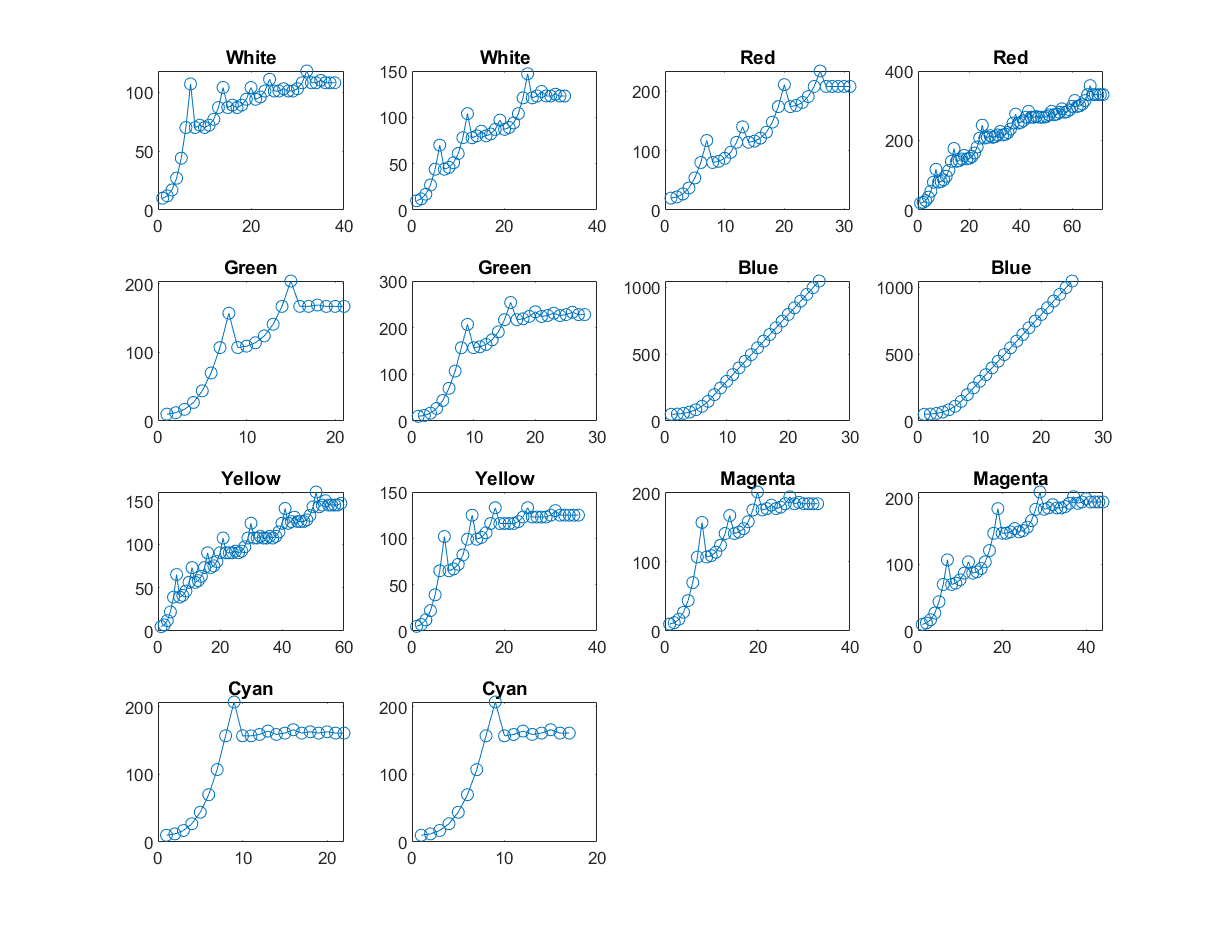 White White Red Red
100 150 200 400
50 100 100 200
0 50 0 0
0
0 20 40 0 20 40 0 10 20 30 0 20 40 60
Green Green Blue Blue
200 300 1000 1000
100 200 500 500
0 100 0 0
0
0 10 20 0 10 20 30 0 10 20 30 0 10 20 30
Yellow Yellow Magenta Magenta
150 150 200 200
100 100 100 100
50 50 0 0
0 0
0 20 40 60 0 20 40 0 20 40 0 20 40
Cyan Cyan
200 200
100 100
0 0
0 10 20 0 10 20